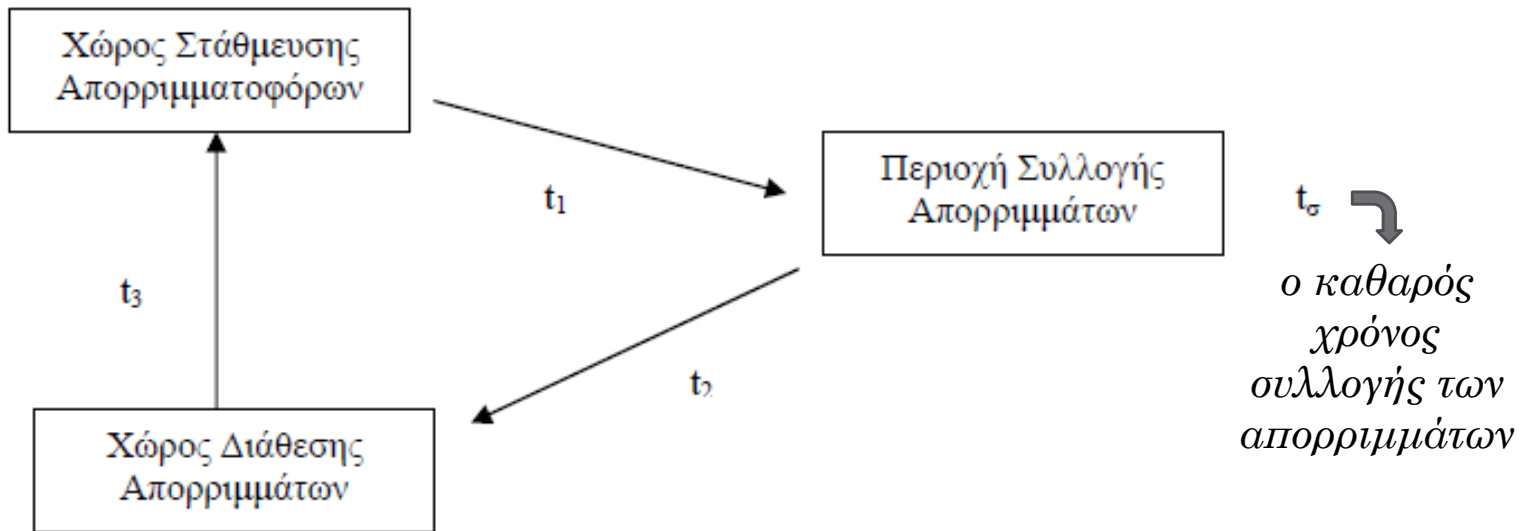 Χώρος Στάθμευσης
Απορριμματοφόρων
t₁
Περιοχή Συλλογής
Απορριμμάτων
tσ
ο καθαρός
χρόνος
συλλογής των
απορριμμάτων
t₃
t₂
Χώρος Διάθεσης
Απορριμμάτων